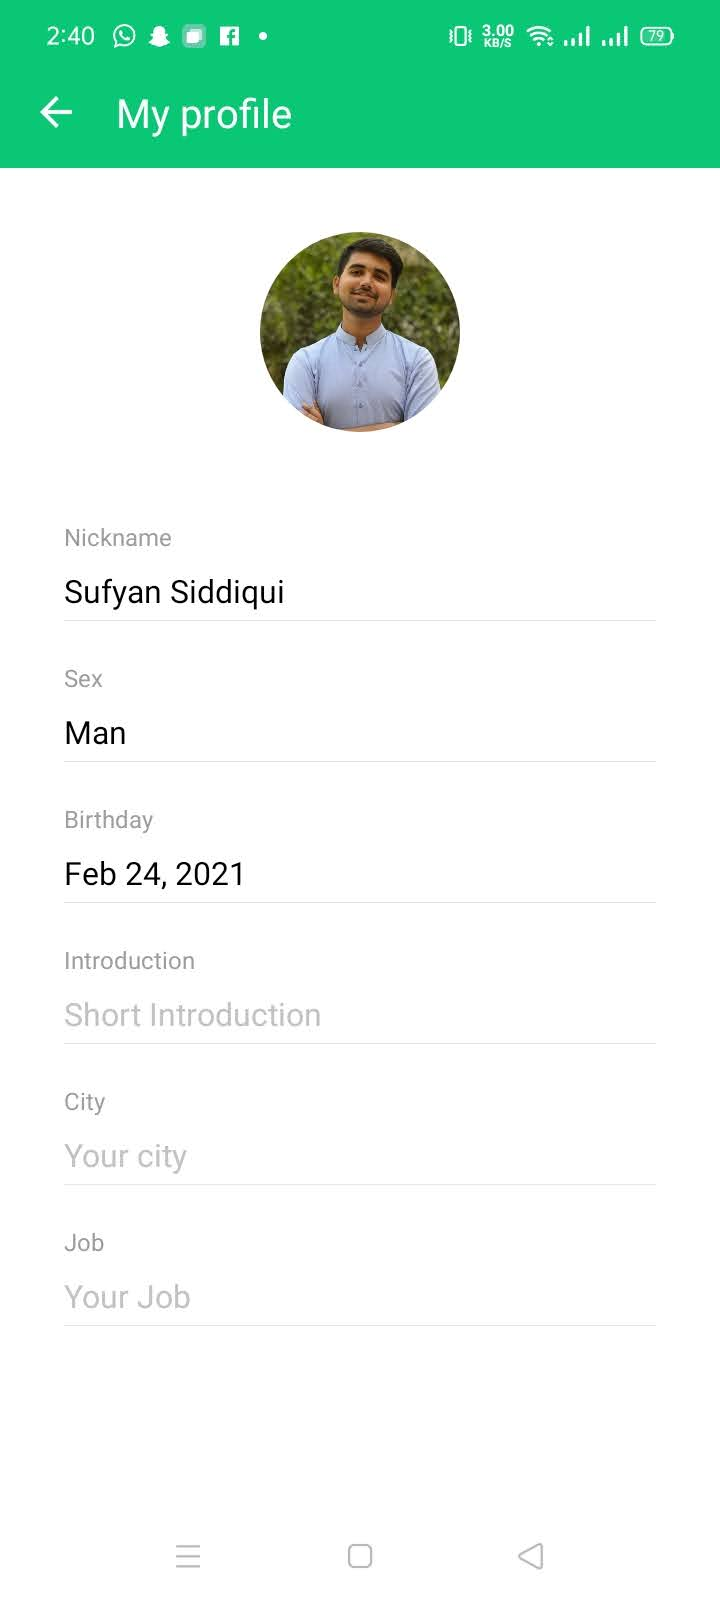 2:40 3.00 KB/S 79
My profile
Nickname
Sufyan Siddiqui
Sex
Man
Birthday
Feb 24, 2021
Introduction
Short Introduction
City
Your city
Job
Your Job